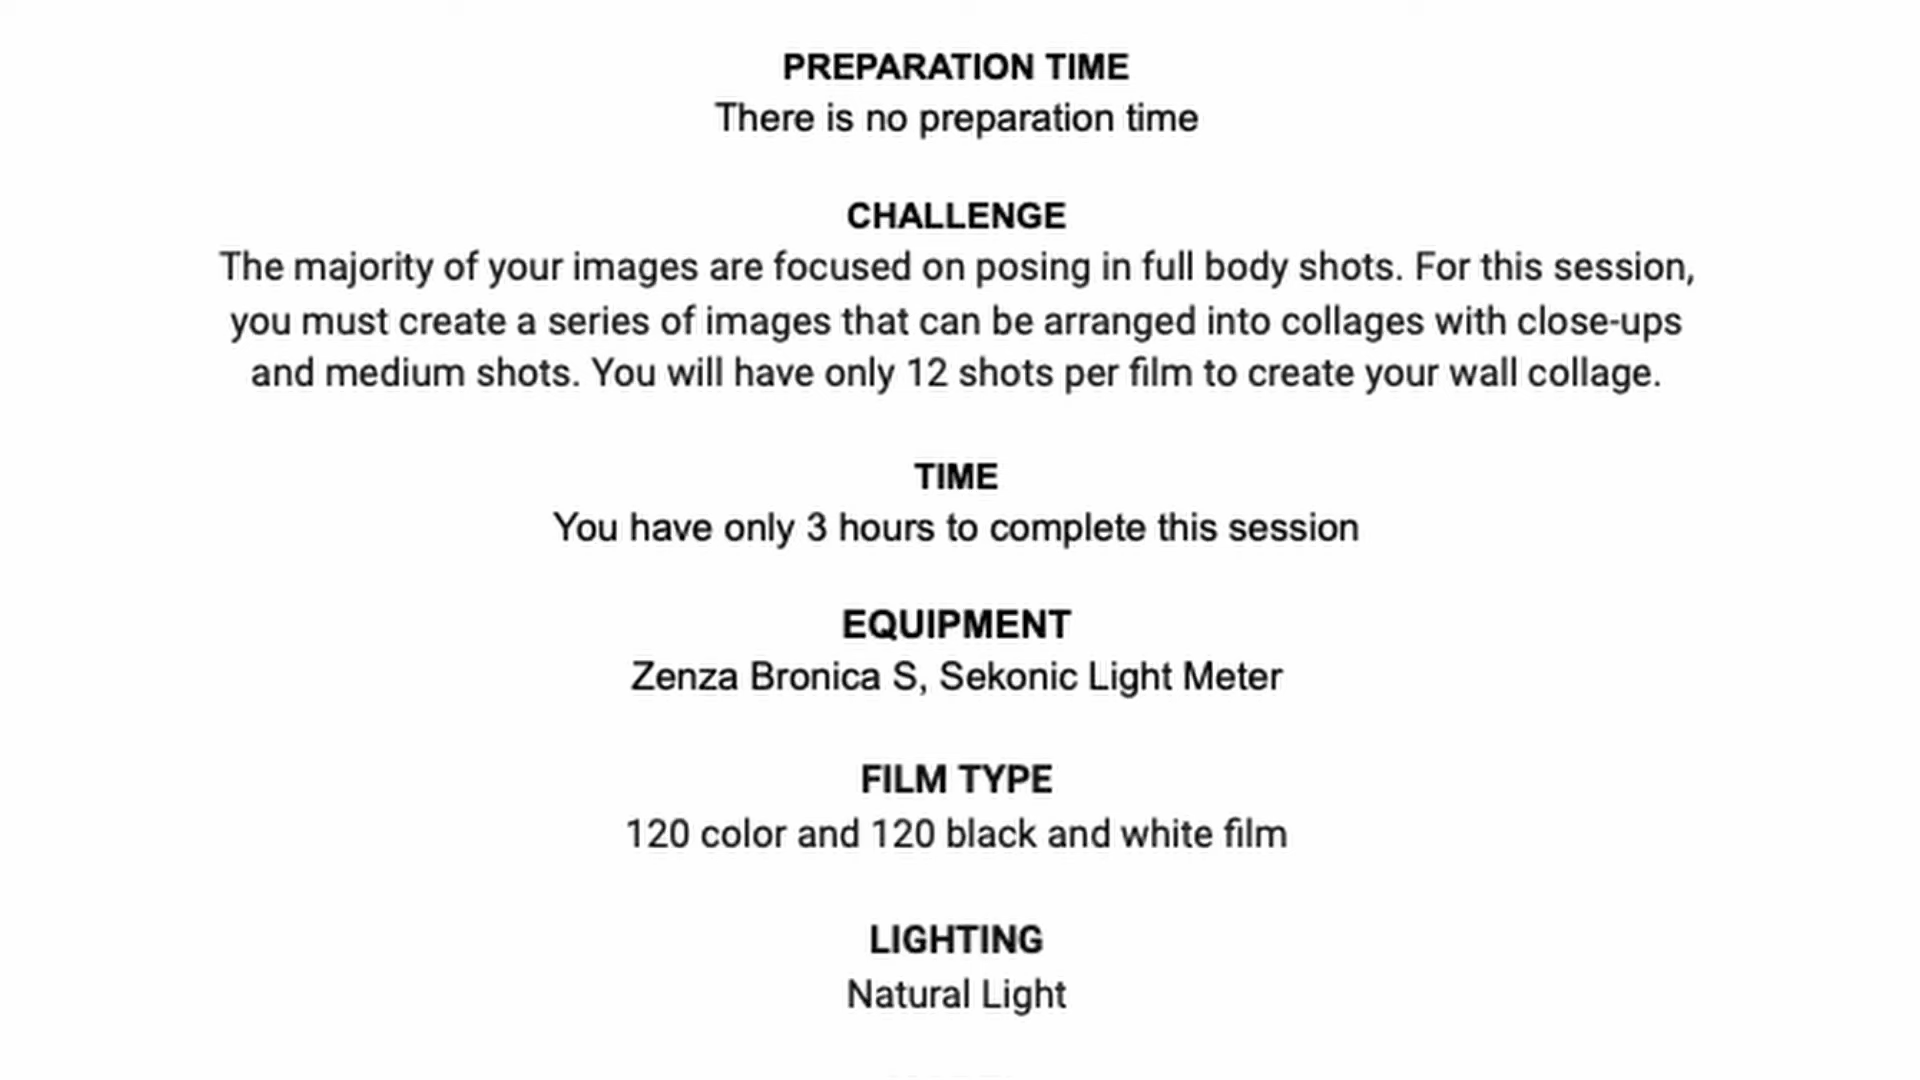 PREPARATION TIME
There is no preparation time
CHALLENGE
The majority of your images are focused on posing in full body shots. For this session,
you must create a series of images that can be arranged into collages with close-ups
and medium shots. You will have only 12 shots per film to create your wall collage.
TIME
You have only 3 hours to complete this session
EQUIPMENT
Zenza Bronica S, Sekonic Light Meter
FILM TYPE
120 color and 120 black and white film
LIGHTING
Natural Light